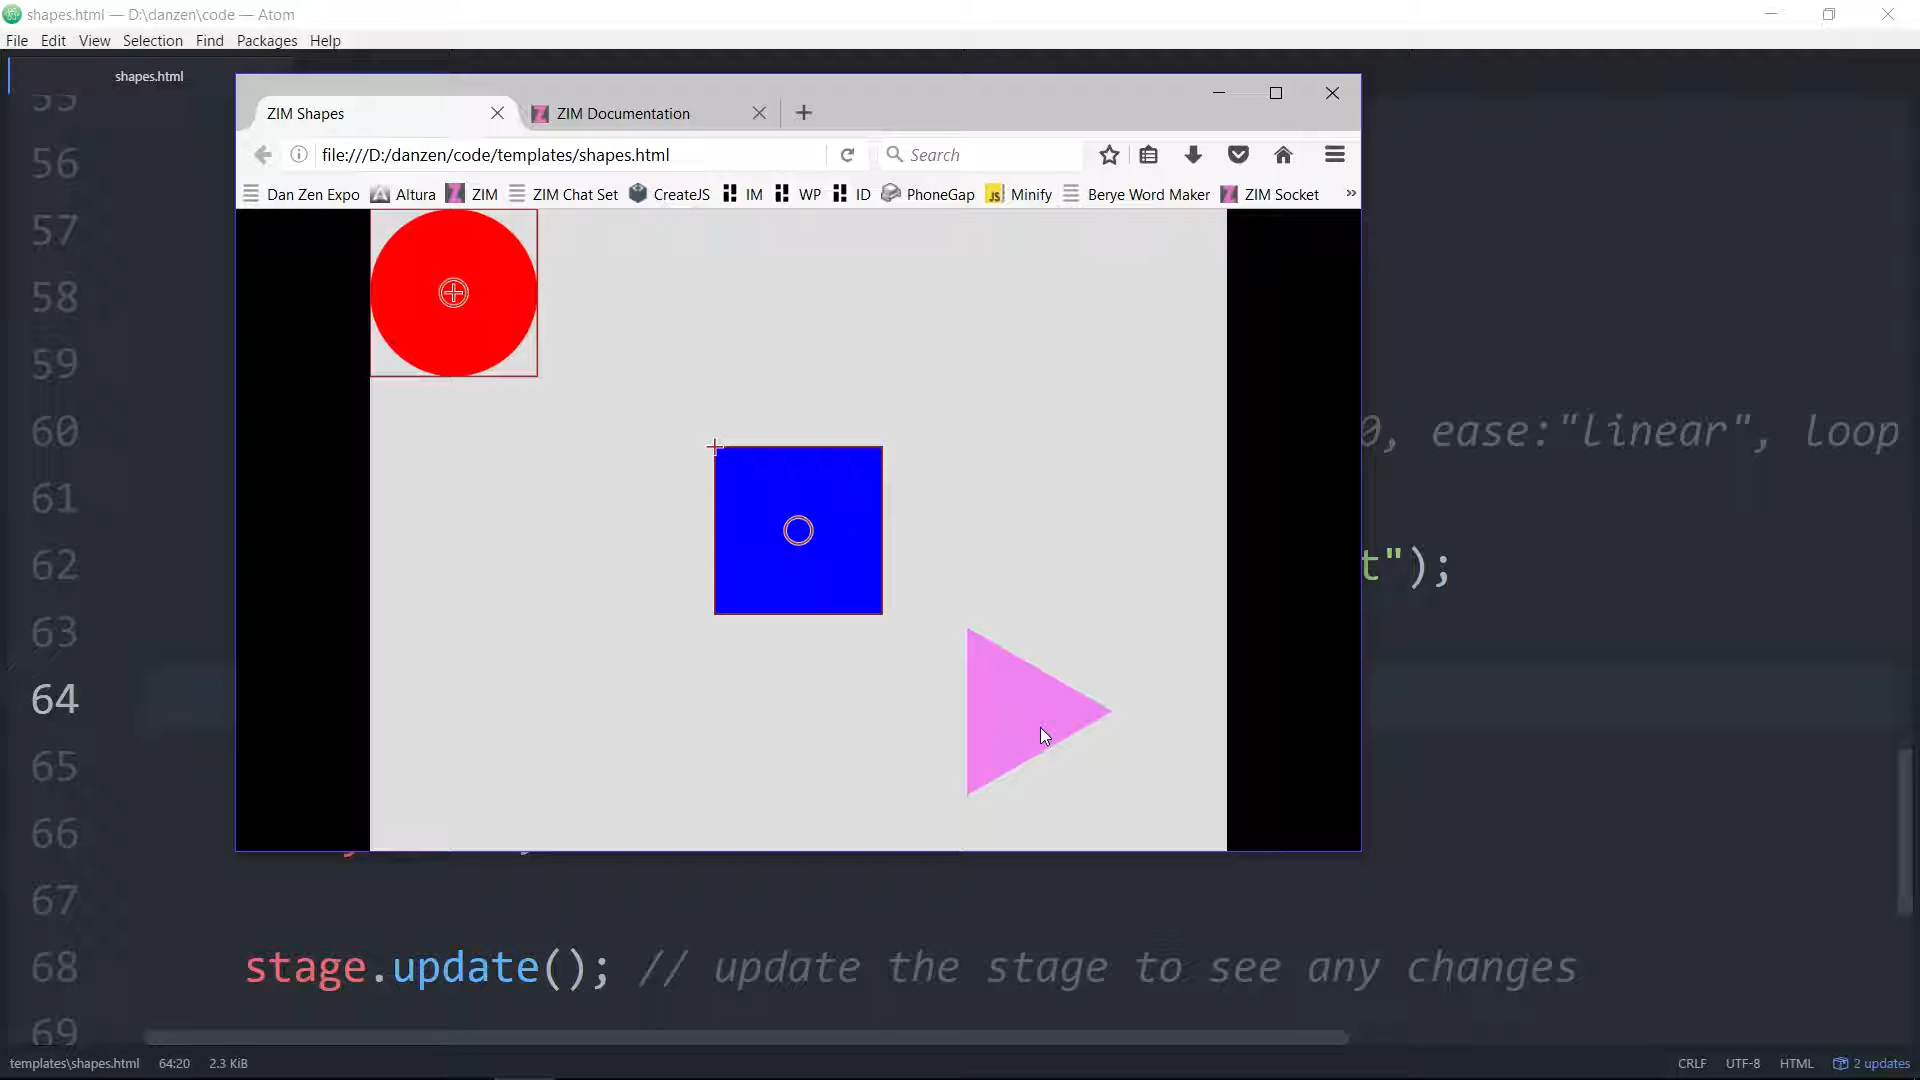 shapes.html — D:\danzen\code — Atom
File Edit View Selection Find Packages Help
shapes.html
ZIM Shapes
ZIM Documentation
file:///D:/danzen/code/templates/shapes.html
Search
Dan Zen Expo Altura ZIM ZIM Chat Set CreateJS IM WP ID PhoneGap Minify Berye Word Maker ZIM Socket »
55
56
57
58
59
60 0, ease:"linear", loop
61
62 t");
63
64
65
66
67
68 stage.update(); // update the stage to see any changes
69
templates\shapes.html 64:20 2.3 KiB CRLF UTF-8 HTML 2 updates